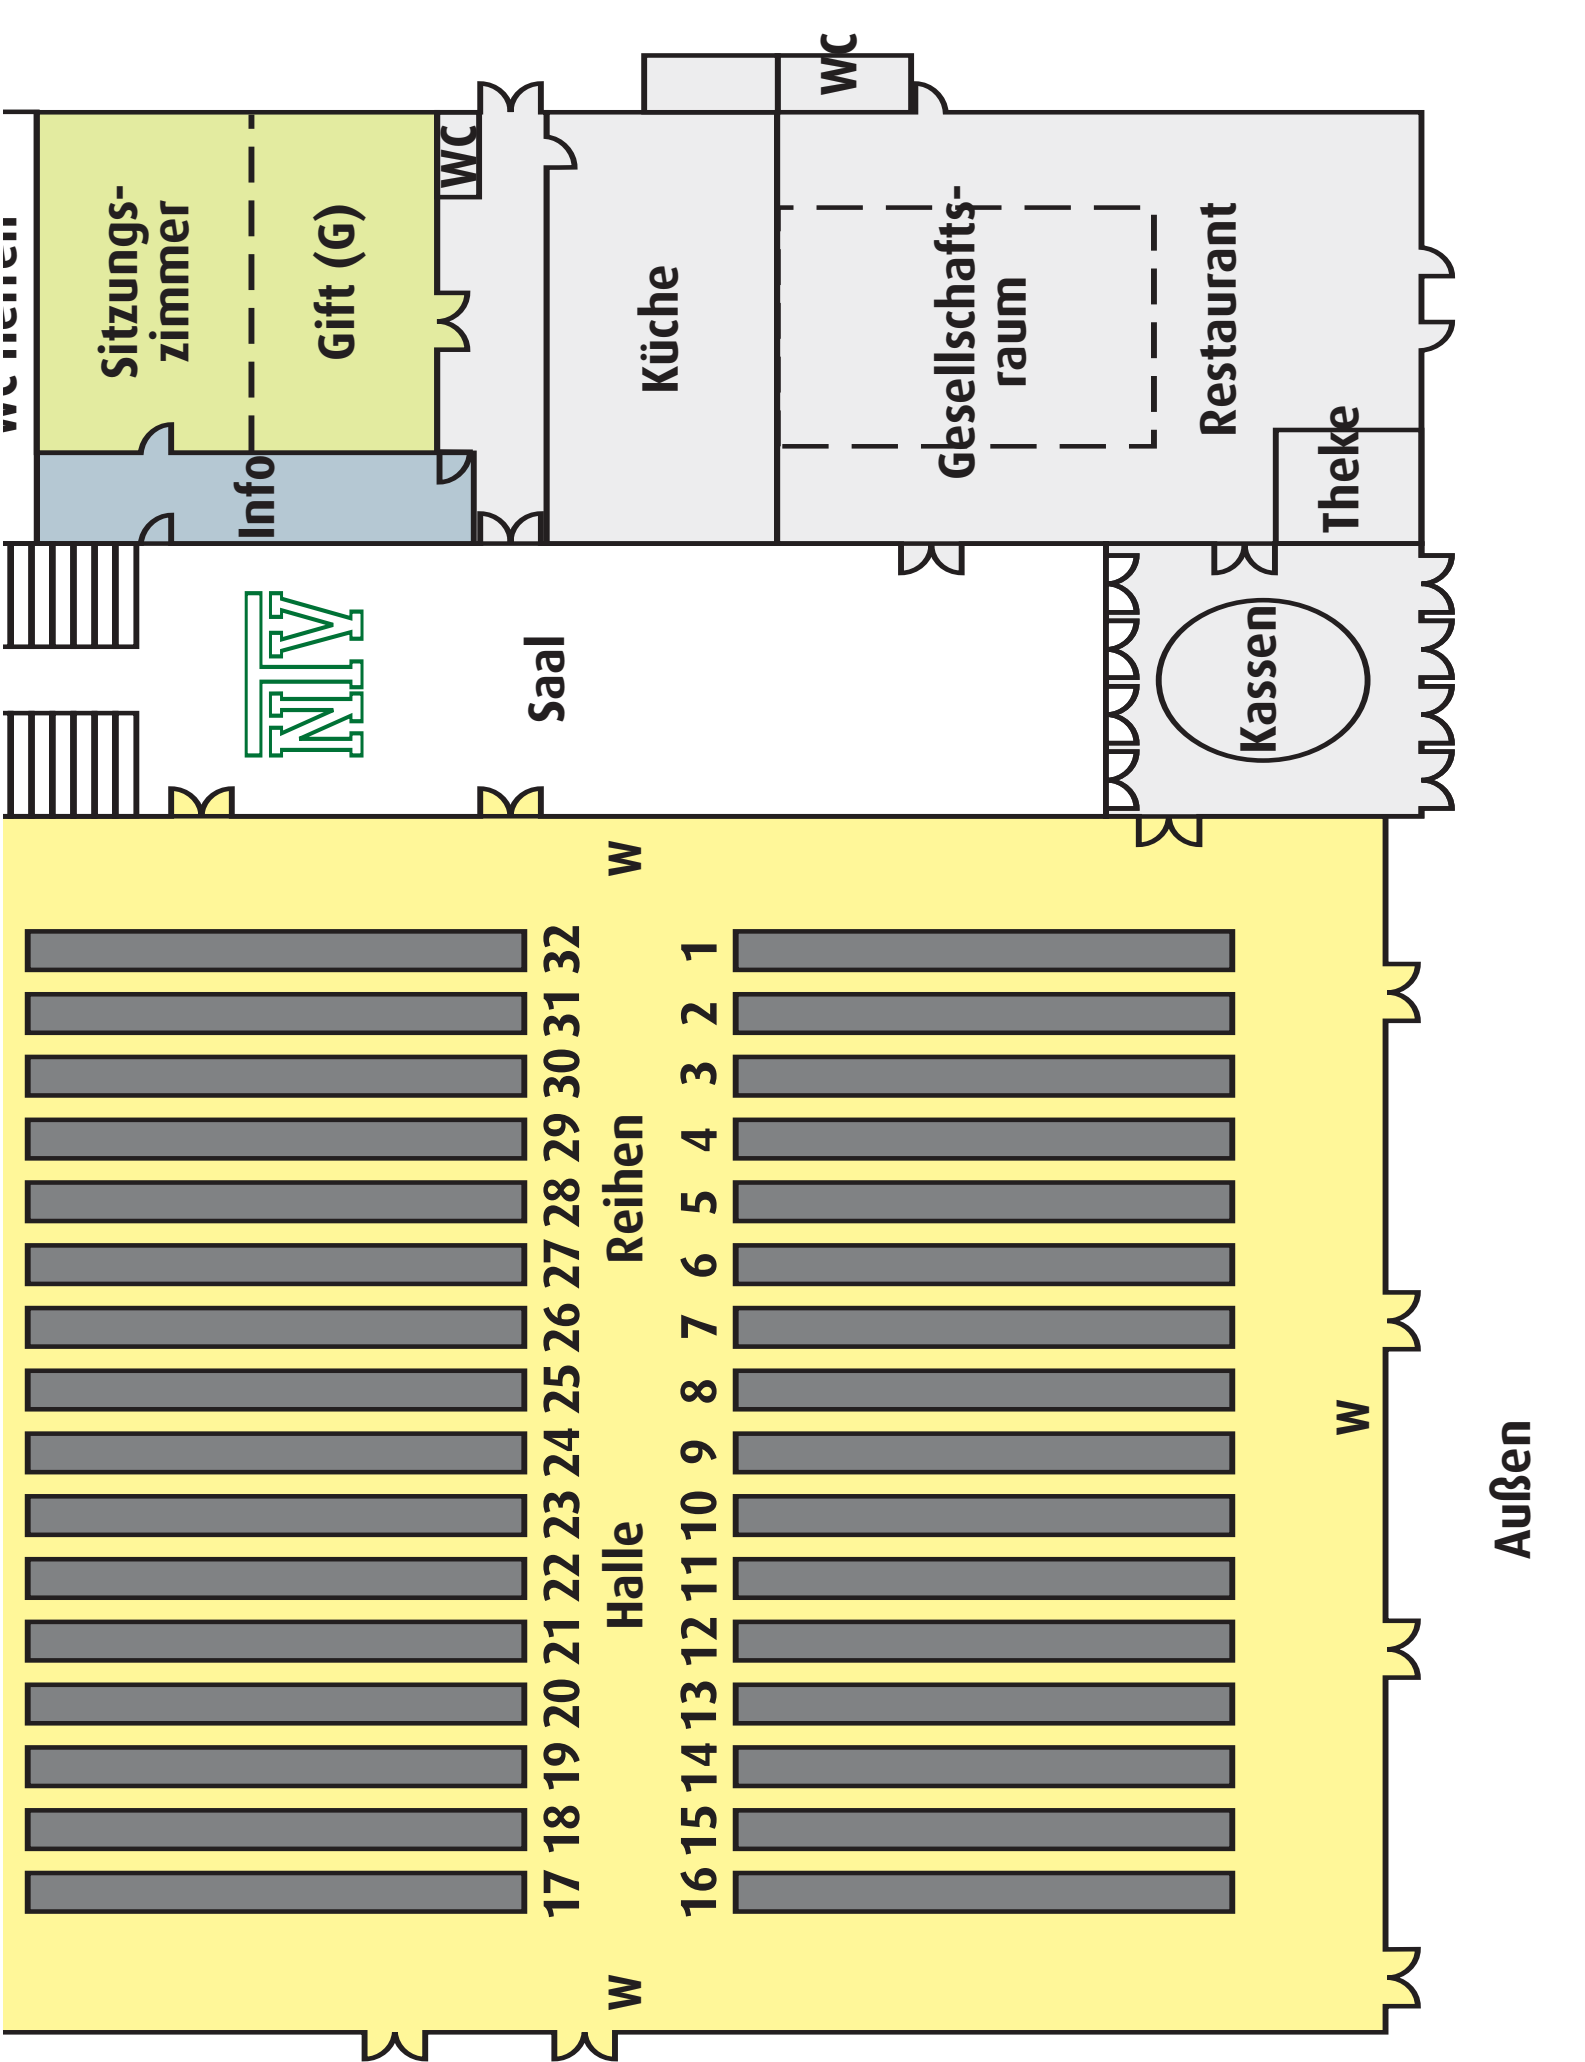 Sitzungs-
zimmer
Info
Gift (G)
WC
NTV
Saal
Küche
WC
Gesellschafts-
raum
Restaurant
Theke
Kassen
17 18 19 20 21 22 23 24 25 26 27 28 29 30 31 32
W Halle Reihen W
16 15 14 13 12 11 10 9 8 7 6 5 4 3 2 1
W
Außen